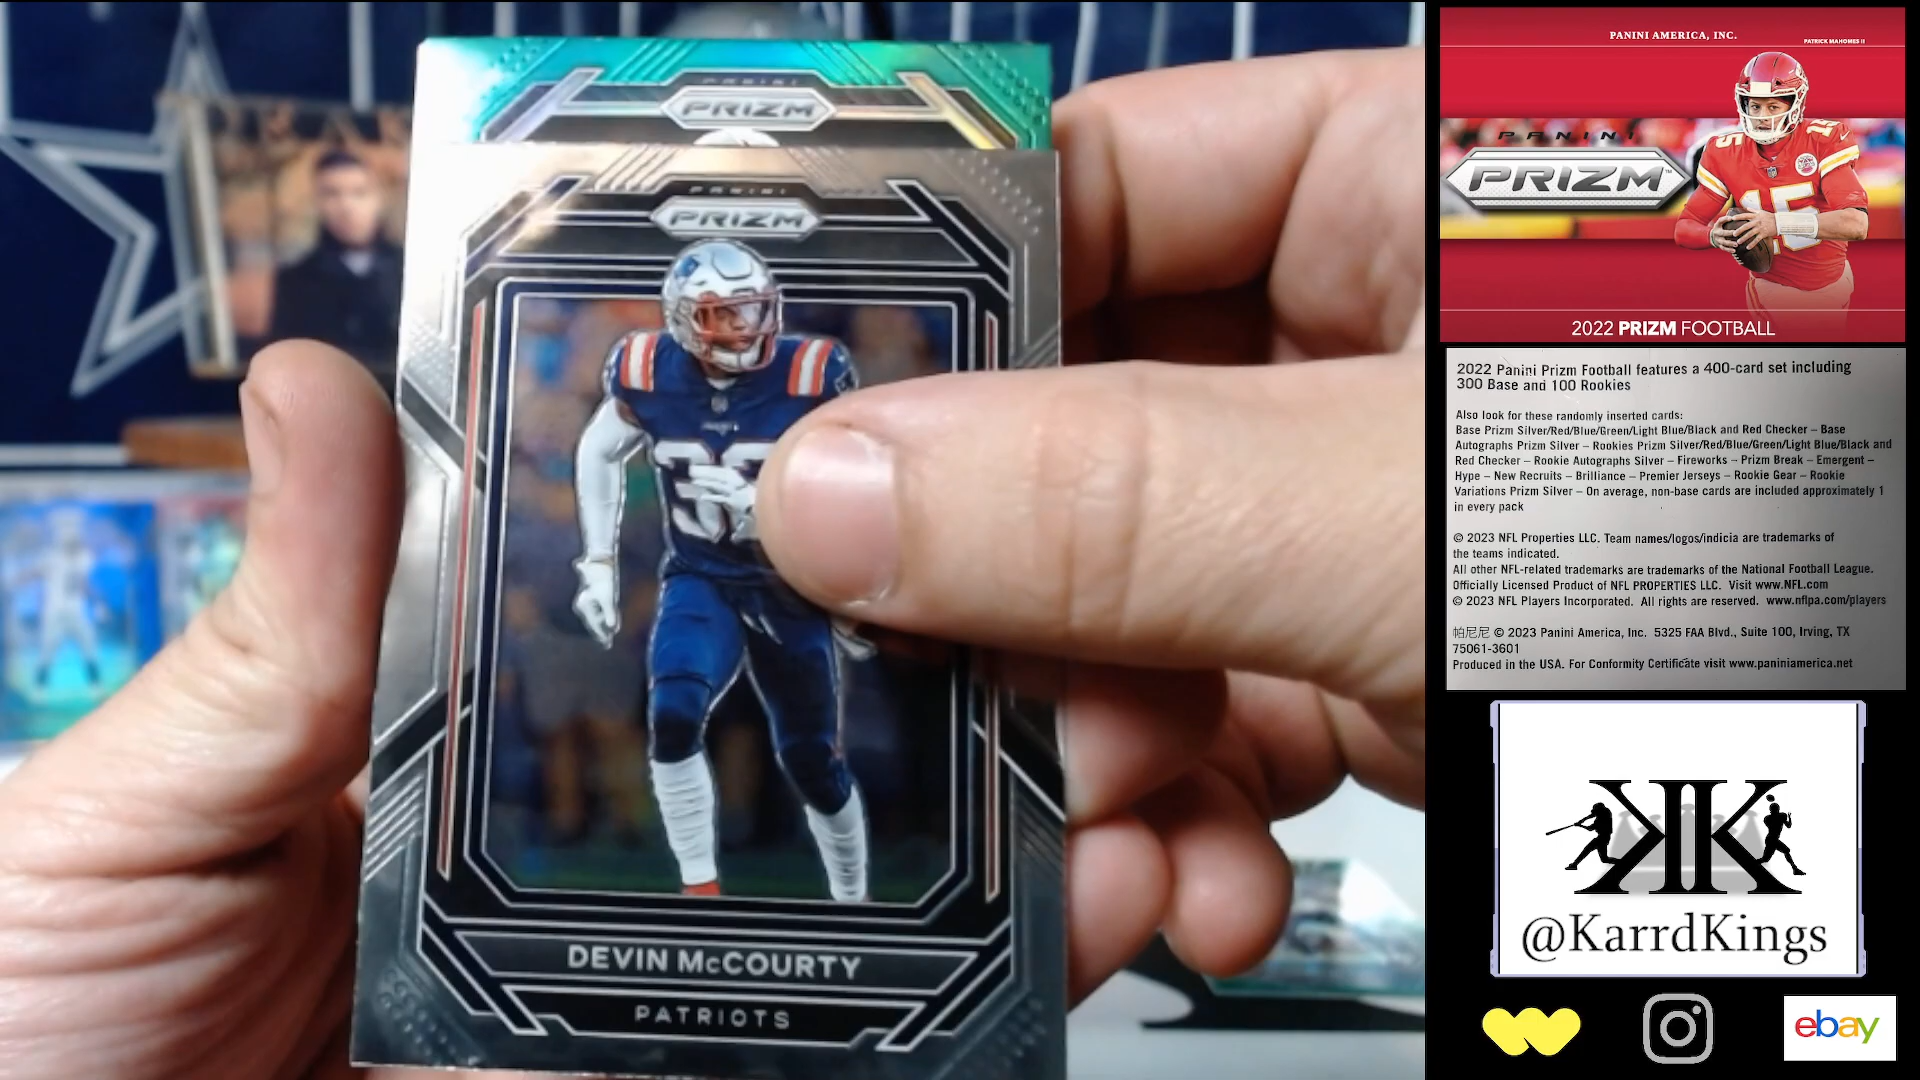 PRIZM
PANINI
PRIZM
DEVIN McCOURTY
PATRIOTS
PANINI AMERICA, INC.
PATRICK MAHOMES II
PANINI
PRIZM™
15
2022 PRIZM FOOTBALL
2022 Panini Prizm Football features a 400-card set including
300 Base and 100 Rookies
Also look for these randomly inserted cards:
Base Prizm Silver/Red/Blue/Green/Light Blue/Black and Red Checker – Base
Autographs Prizm Silver – Rookies Prizm Silver/Red/Blue/Green/Light Blue/Black and
Red Checker – Rookie Autographs Silver – Fireworks – Prizm Break – Emergent –
Hype – New Recruits – Brilliance – Premier Jerseys – Rookie Gear – Rookie
Variations Prizm Silver – On average, non-base cards are included approximately 1
in every pack
© 2023 NFL Properties LLC. Team names/logos/indicia are trademarks of
the teams indicated.
All other NFL-related trademarks are trademarks of the National Football League.
Officially Licensed Product of NFL PROPERTIES LLC. Visit www.NFL.com
© 2023 NFL Players Incorporated. All rights are reserved. www.nflpa.com/players
帕尼尼 © 2023 Panini America, Inc. 5325 FAA Blvd., Suite 100, Irving, TX
75061-3601
Produced in the USA. For Conformity Certificate visit www.paniniamerica.net
KK
@KarrdKings
ebay